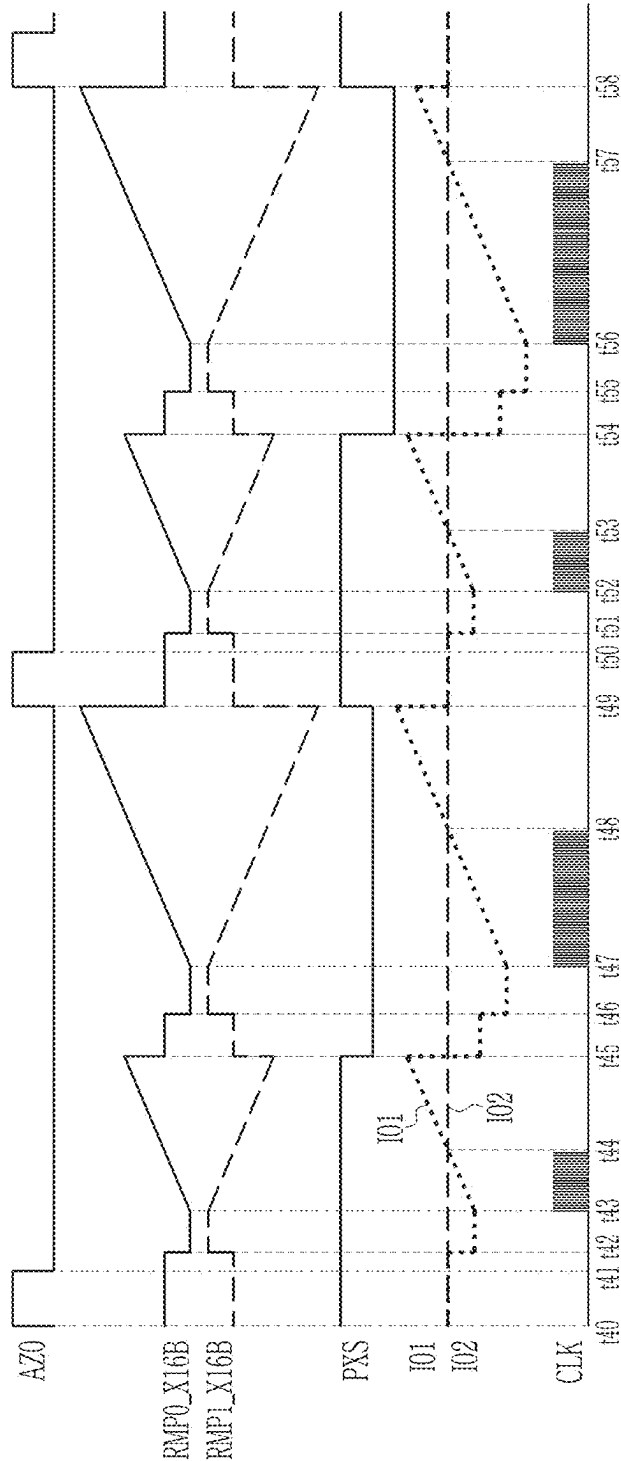 AZ0
RMP0_X16B
RMP1_X16B
PXS
IO1
IO2
CLK
IO1
IO2
t40
t41
t42
t43
t44
t45
t46
t47
t48
t49
t50
t51
t52
t53
t54
t55
t56
t57
t58